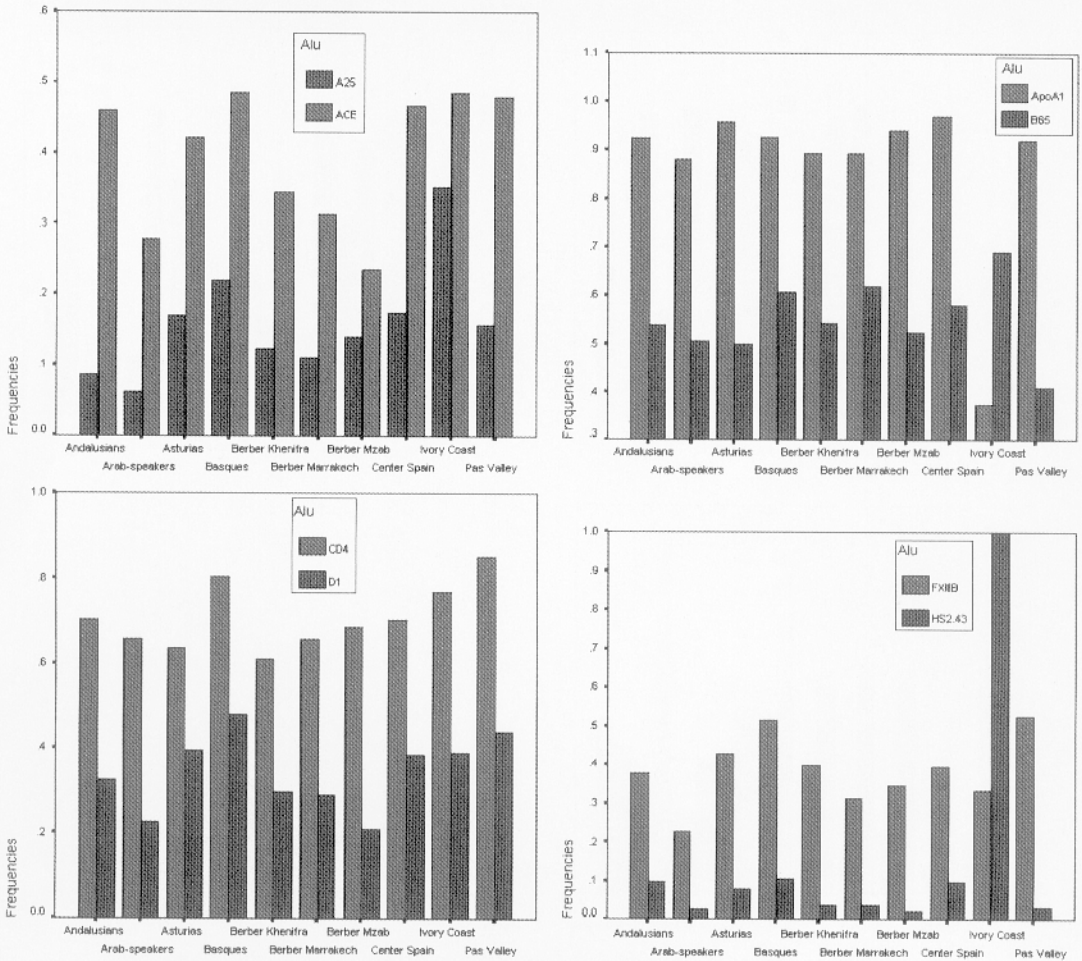 .6
.5
.4
.3
.2
.1
0.0
Frequencies
Alu
A25
ACE
Andalusians
Asturias
Berber Khenifra
Berber Mzab
Ivory Coast
Arab-speakers
Basques
Berber Marrakech
Center Spain
Pas Valley
1.1
1.0
.9
.8
.7
.6
.5
.4
.3
Frequencies
Alu
ApoA1
B65
Andalusians
Asturias
Berber Khenifra
Berber Mzab
Ivory Coast
Arab-speakers
Basques
Berber Marrakech
Center Spain
Pas Valley
1.0
.8
.6
.4
.2
0.0
Frequencies
Alu
CD4
D1
Andalusians
Asturias
Berber Khenifra
Berber Mzab
Ivory Coast
Arab-speakers
Basques
Berber Marrakech
Center Spain
Pas Valley
1.0
.9
.8
.7
.6
.5
.4
.3
.2
.1
0.0
Frequencies
Alu
FXIIIB
HS2.43
Andalusians
Asturias
Berber Khenifra
Berber Mzab
Ivory Coast
Arab-speakers
Basques
Berber Marrakech
Center Spain
Pas Valley